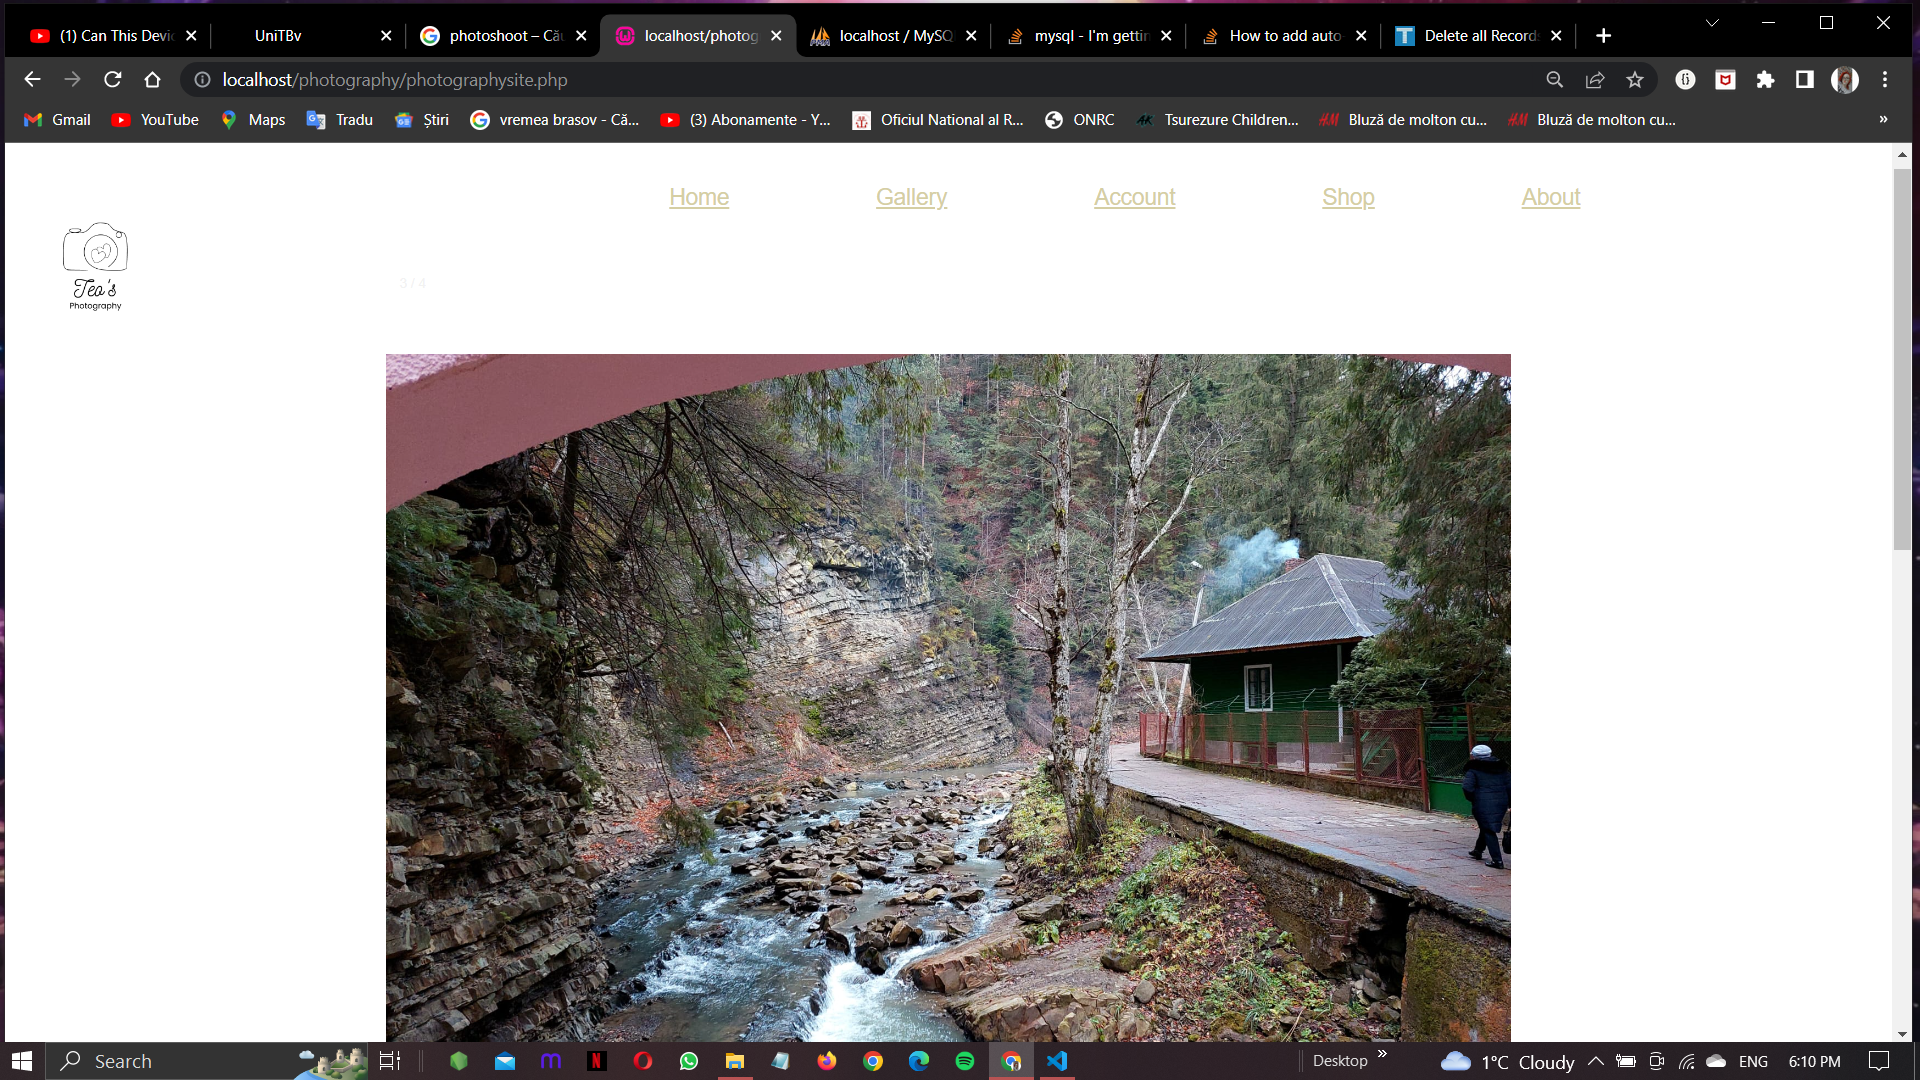 (1) Can This Devic
UniTBv
photoshoot – Cău
localhost/photog
localhost / MySQ
mysql - I'm gettin
How to add auto-
Delete all Records
localhost/photography/photographysite.php
Gmail
YouTube
Maps
Tradu
Știri
vremea brasov - Că...
(3) Abonamente - Y...
Oficiul National al R...
ONRC
Tsurezure Children...
Bluză de molton cu...
Bluză de molton cu...
»
Home
Gallery
Account
Shop
About
3 / 4
Teo's
Photography
Search
Desktop
»
1°C Cloudy
ENG
6:10 PM